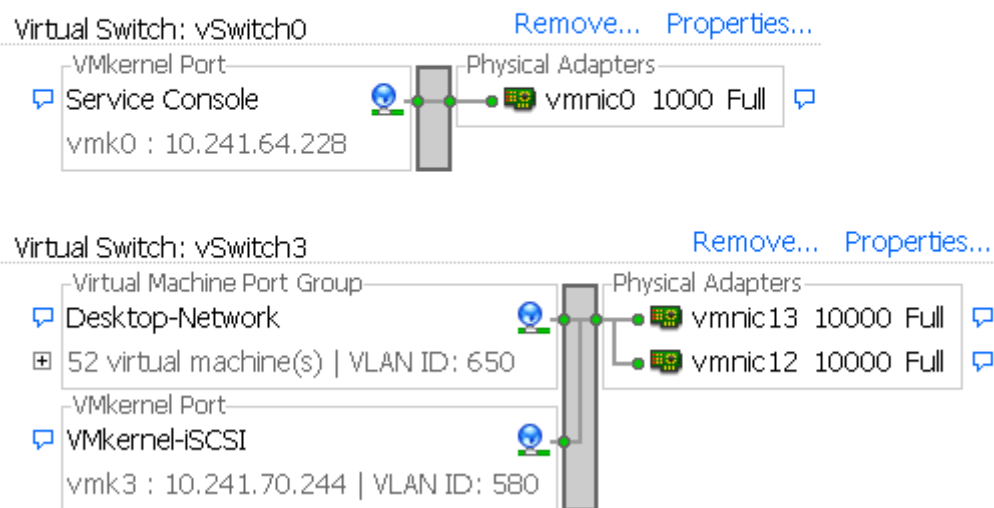 Virtual Switch: vSwitch0 Remove... Properties...
VMkernel Port Physical Adapters
Service Console vmnic0 1000 Full
vmk0 : 10.241.64.228
Virtual Switch: vSwitch3 Remove... Properties...
Virtual Machine Port Group Physical Adapters
Desktop-Network vmnic13 10000 Full
52 virtual machine(s) | VLAN ID: 650 vmnic12 10000 Full
VMkernel Port
VMkernel-iSCSI
vmk3 : 10.241.70.244 | VLAN ID: 580